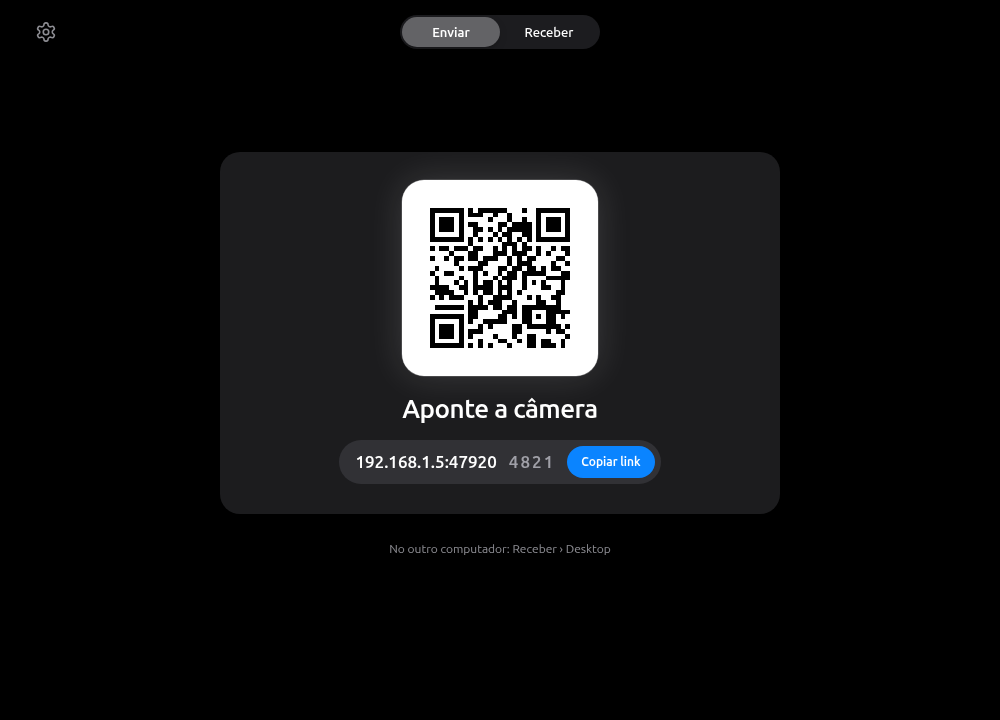 Enviar Receber
Aponte a câmera
192.168.1.5:47920 4821 Copiar link
No outro computador: Receber › Desktop